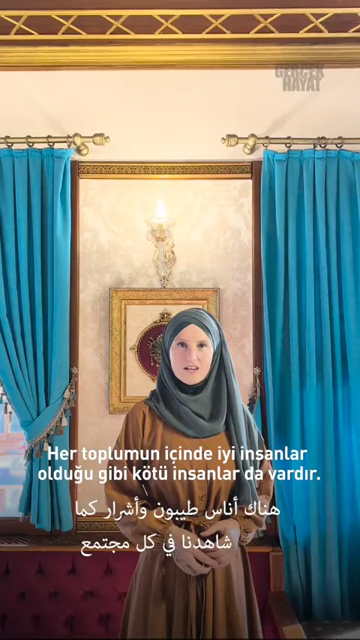 GERÇEK
HAYAT
Her toplumun içinde iyi insanlar
olduğu gibi kötü insanlar da vardır.
هناك أناس طيبون وأشرار كما
شاهدنا في كل مجتمع